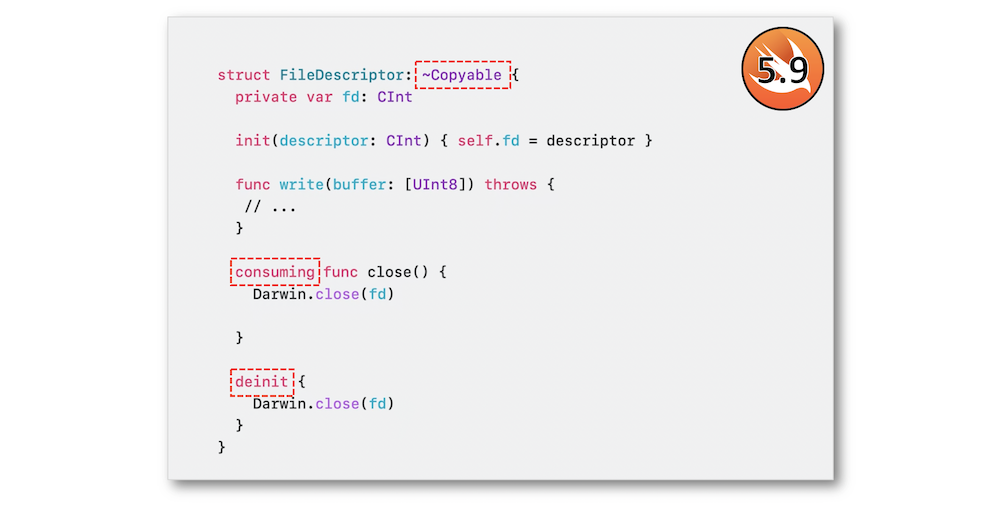 5.9
struct FileDescriptor: ~Copyable {
  private var fd: CInt
  init(descriptor: CInt) { self.fd = descriptor }
  func write(buffer: [UInt8]) throws {
   // ...
  }
  consuming func close() {
    Darwin.close(fd)
  }
  deinit {
    Darwin.close(fd)
  }
}